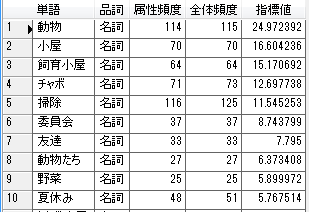 単語 品詞 属性頻度 全体頻度 指標値
1 動物 名詞 114 115 24.972392
2 小屋 名詞 70 70 16.604236
3 飼育小屋 名詞 64 64 15.170692
4 チャボ 名詞 71 73 12.697738
5 掃除 名詞 116 125 11.545253
6 委員会 名詞 37 37 8.743799
7 友達 名詞 33 33 7.795
8 動物たち 名詞 27 27 6.373408
9 野菜 名詞 25 25 5.899974
10 夏休み 名詞 48 51 5.767514